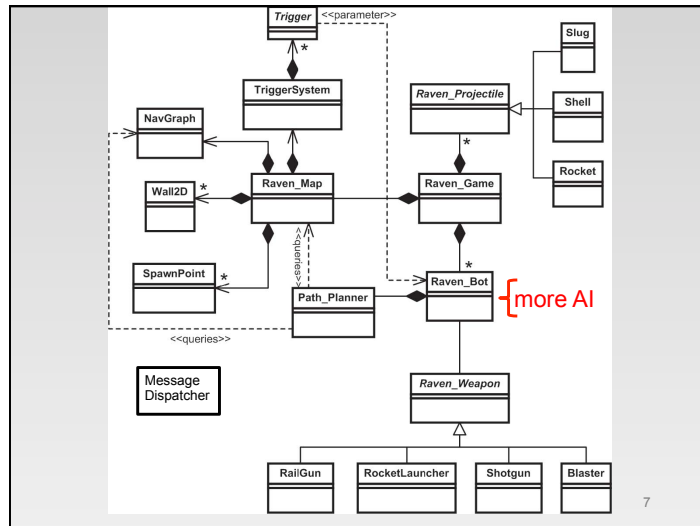 Trigger
<<parameter>>
*
Slug
TriggerSystem
Raven_Projectile
Shell
NavGraph
*
Rocket
Wall2D
*
Raven_Map
Raven_Game
<<queries>>
*
SpawnPoint
*
Path_Planner
Raven_Bot
more AI
<<queries>>
Message
Dispatcher
Raven_Weapon
RailGun
RocketLauncher
Shotgun
Blaster
7